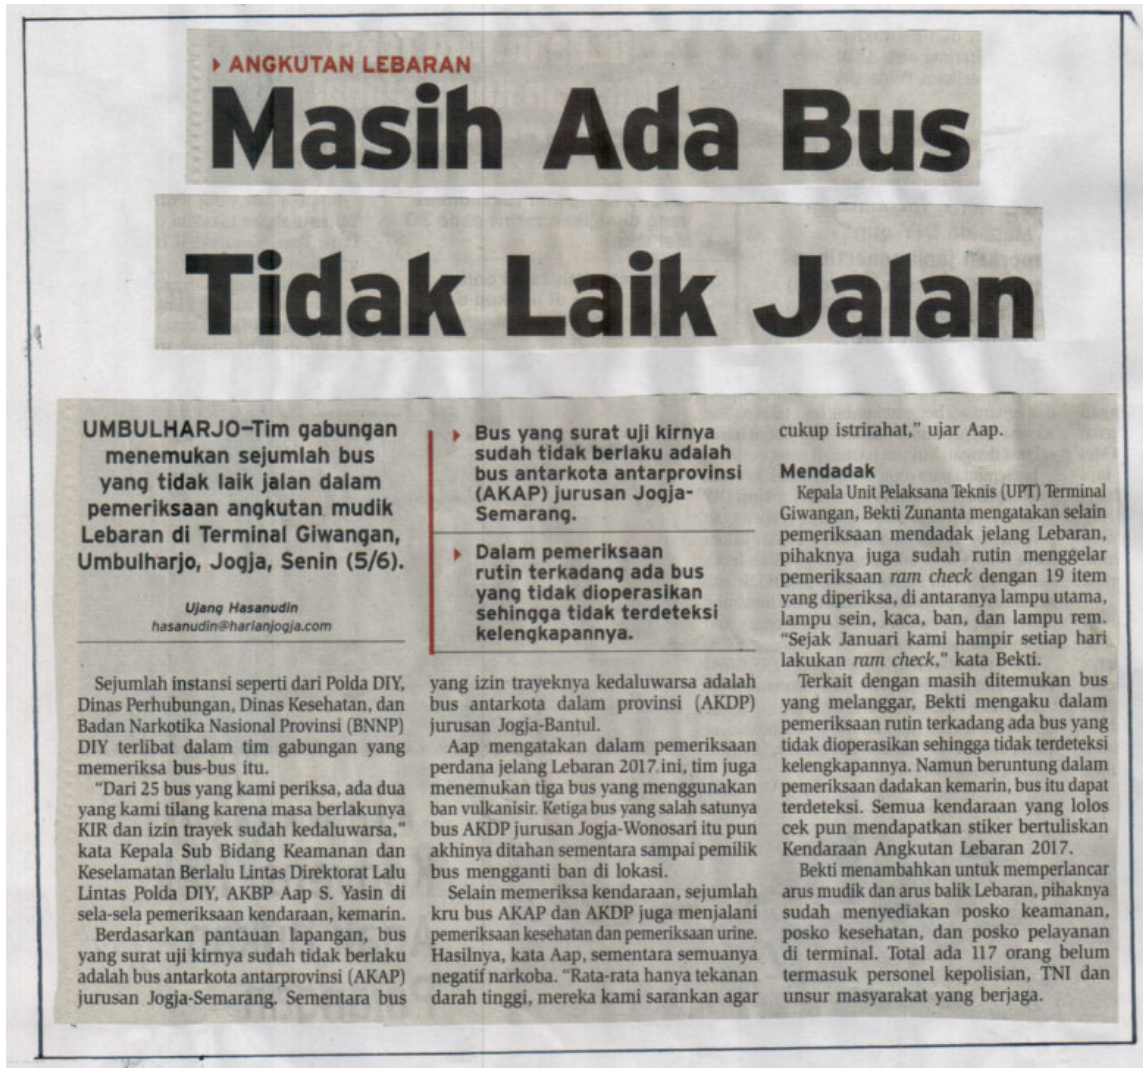 ANGKUTAN LEBARAN
Masih Ada Bus
Tidak Laik Jalan
UMBULHARJO–Tim gabungan
menemukan sejumlah bus
yang tidak laik jalan dalam
pemeriksaan angkutan mudik
Lebaran di Terminal Giwangan,
Umbulharjo, Jogja, Senin (5/6).
Ujang Hasanudin
hasanudin@harianjogja.com
Bus yang surat uji kirnya
sudah tidak berlaku adalah
bus antarkota antarprovinsi
(AKAP) jurusan Jogja-
Semarang.
Dalam pemeriksaan
rutin terkadang ada bus
yang tidak dioperasikan
sehingga tidak terdeteksi
kelengkapannya.
Sejumlah instansi seperti dari Polda DIY,
Dinas Perhubungan, Dinas Kesehatan, dan
Badan Narkotika Nasional Provinsi (BNNP)
DIY terlibat dalam tim gabungan yang
memeriksa bus-bus itu.
"Dari 25 bus yang kami periksa, ada dua
yang kami tilang karena masa berlakunya
KIR dan izin trayek sudah kedaluwarsa,"
kata Kepala Sub Bidang Keamanan dan
Keselamatan Berlalu Lintas Direktorat Lalu
Lintas Polda DIY, AKBP Aap S. Yasin di
sela-sela pemeriksaan kendaraan, kemarin.
Berdasarkan pantauan lapangan, bus
yang surat uji kirnya sudah tidak berlaku
adalah bus antarkota antarprovinsi (AKAP)
jurusan Jogja-Semarang. Sementara bus
yang izin trayeknya kedaluwarsa adalah
bus antarkota dalam provinsi (AKDP)
jurusan Jogja-Bantul.
Aap mengatakan dalam pemeriksaan
perdana jelang Lebaran 2017 ini, tim juga
menemukan tiga bus yang menggunakan
ban vulkanisir. Ketiga bus yang salah satunya
bus AKDP jurusan Jogja-Wonosari itu pun
akhinya ditahan sementara sampai pemilik
bus mengganti ban di lokasi.
Selain memeriksa kendaraan, sejumlah
kru bus AKAP dan AKDP juga menjalani
pemeriksaan kesehatan dan pemeriksaan urine.
Hasilnya, kata Aap, sementara semuanya
negatif narkoba. "Rata-rata hanya tekanan
darah tinggi, mereka kami sarankan agar
cukup istrirahat," ujar Aap.
Mendadak
Kepala Unit Pelaksana Teknis (UPT) Terminal
Giwangan, Bekti Zunanta mengatakan selain
pemeriksaan mendadak jelang Lebaran,
pihaknya juga sudah rutin menggelar
pemeriksaan ram check dengan 19 item
yang diperiksa, di antaranya lampu utama,
lampu sein, kaca, ban, dan lampu rem.
"Sejak Januari kami hampir setiap hari
lakukan ram check," kata Bekti.
Terkait dengan masih ditemukan bus
yang melanggar, Bekti mengaku dalam
pemeriksaan rutin terkadang ada bus yang
tidak dioperasikan sehingga tidak terdeteksi
kelengkapannya. Namun beruntung dalam
pemeriksaan dadakan kemarin, bus itu dapat
terdeteksi. Semua kendaraan yang lolos
cek pun mendapatkan stiker bertuliskan
Kendaraan Angkutan Lebaran 2017.
Bekti menambahkan untuk memperlancar
arus mudik dan arus balik Lebaran, pihaknya
sudah menyediakan posko keamanan,
posko kesehatan, dan posko pelayanan
di terminal. Total ada 117 orang belum
termasuk personel kepolisian, TNI dan
unsur masyarakat yang berjaga.